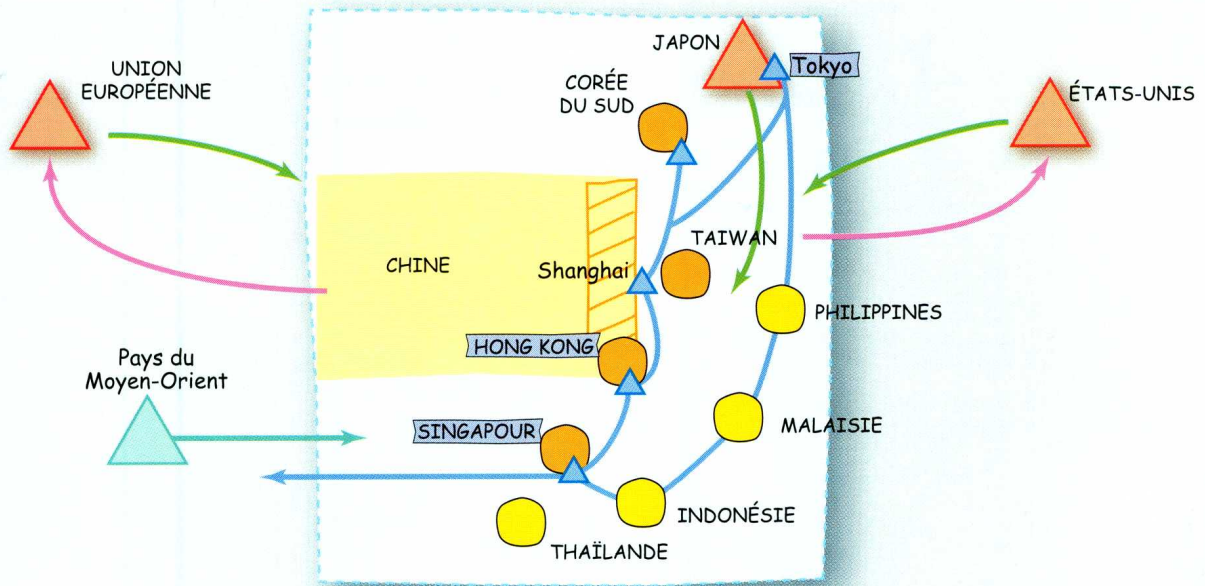 JAPON
Tokyo
UNION
EUROPÉENNE
CORÉE
DU SUD
ÉTATS-UNIS
TAIWAN
CHINE
Shanghai
PHILIPPINES
HONG KONG
Pays du
Moyen-Orient
MALAISIE
SINGAPOUR
INDONÉSIE
THAÏLANDE